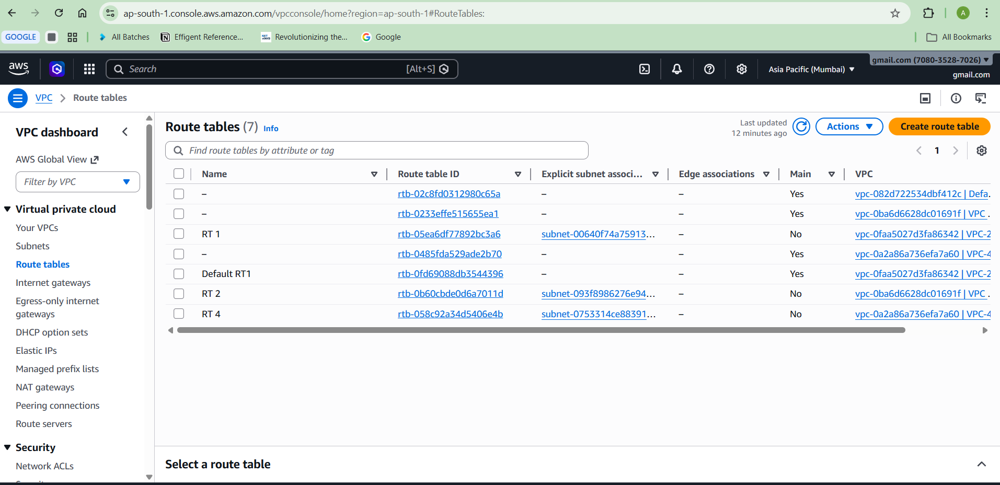 ap-south-1.console.aws.amazon.com/vpcconsole/home?region=ap-south-1#RouteTables:
A
GOOGLE
All Batches
Effigent Reference...
Revolutionizing the...
Google
All Bookmarks
aws
Search
[Alt+S]
Asia Pacific (Mumbai)
gmail.com (7080-3528-7026)
gmail.com
VPC
Route tables
VPC dashboard
AWS Global View
Filter by VPC
Virtual private cloud
Your VPCs
Subnets
Route tables
Internet gateways
Egress-only internet
gateways
DHCP option sets
Elastic IPs
Managed prefix lists
NAT gateways
Peering connections
Route servers
Security
Network ACLs
Route tables (7) Info
Last updated
12 minutes ago
Actions
Create route table
Find route tables by attribute or tag
1
Name Route table ID Explicit subnet associ... Edge associations Main VPC
– rtb-02c8fd0312980c65a – – Yes vpc-082d722534dbf412c | Defa.
– rtb-0233effe515655ea1 – – Yes vpc-0ba6d6628dc01691f | VPC .
RT 1 rtb-05ea6df77892bc3a6 subnet-00640f74a75913... – No vpc-0faa5027d3fa86342 | VPC-2
– rtb-0485fda529ade2b70 – – Yes vpc-0a2a86a736efa7a60 | VPC-4
Default RT1 rtb-0fd69088db3544396 – – Yes vpc-0faa5027d3fa86342 | VPC-2
RT 2 rtb-0b60cbde0d6a7011d subnet-093f8986276e94... – No vpc-0ba6d6628dc01691f | VPC .
RT 4 rtb-058c92a34d5406e4b subnet-0753314ce88391... – No vpc-0a2a86a736efa7a60 | VPC-4
Select a route table